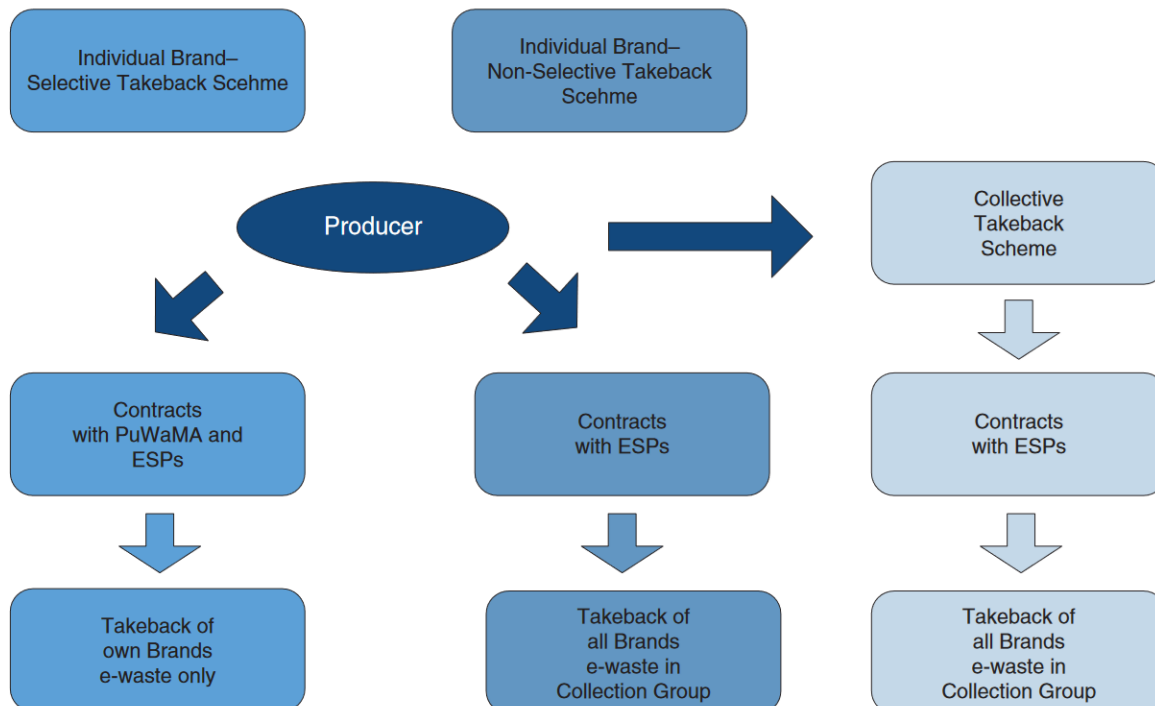 Individual Brand–
Selective Takeback Scehme
Individual Brand–
Non-Selective Takeback
Scehme
Producer
Collective
Takeback
Scheme
Contracts
with PuWaMA and
ESPs
Contracts
with ESPs
Contracts
with ESPs
Takeback of
own Brands
e-waste only
Takeback of
all Brands
e-waste in
Collection Group
Takeback of
all Brands
e-waste in
Collection Group